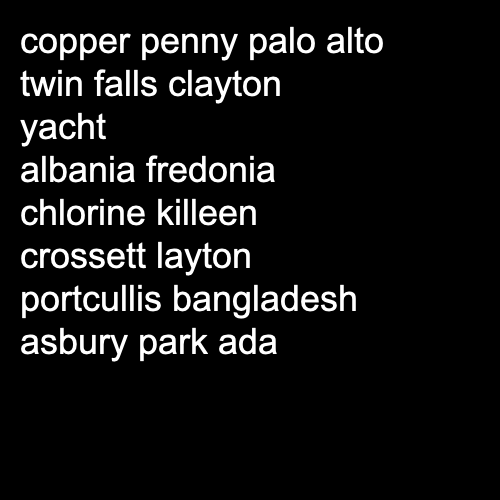 copper penny palo alto
twin falls clayton
yacht
albania fredonia
chlorine killeen
crossett layton
portcullis bangladesh
asbury park ada